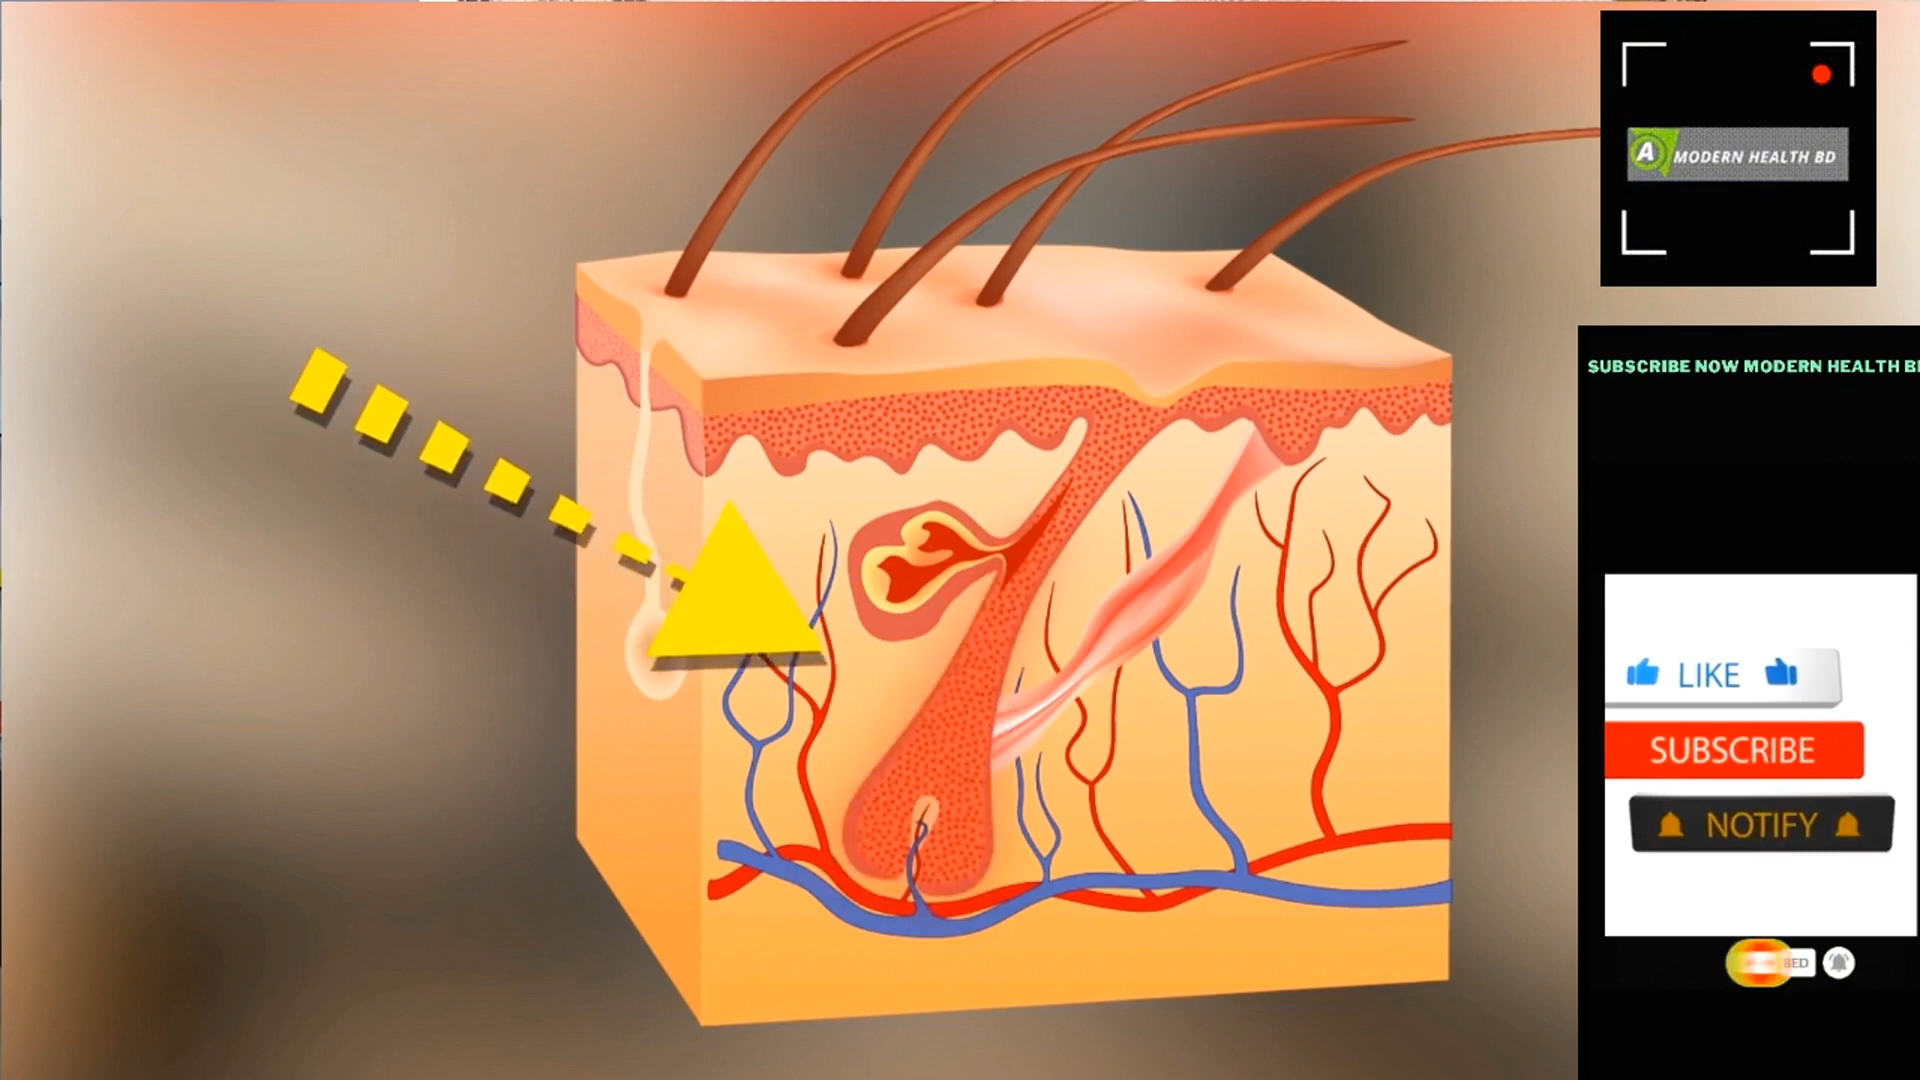 A MODERN HEALTH BD
SUBSCRIBE NOW MODERN HEALTH
LIKE
SUBSCRIBE
NOTIFY